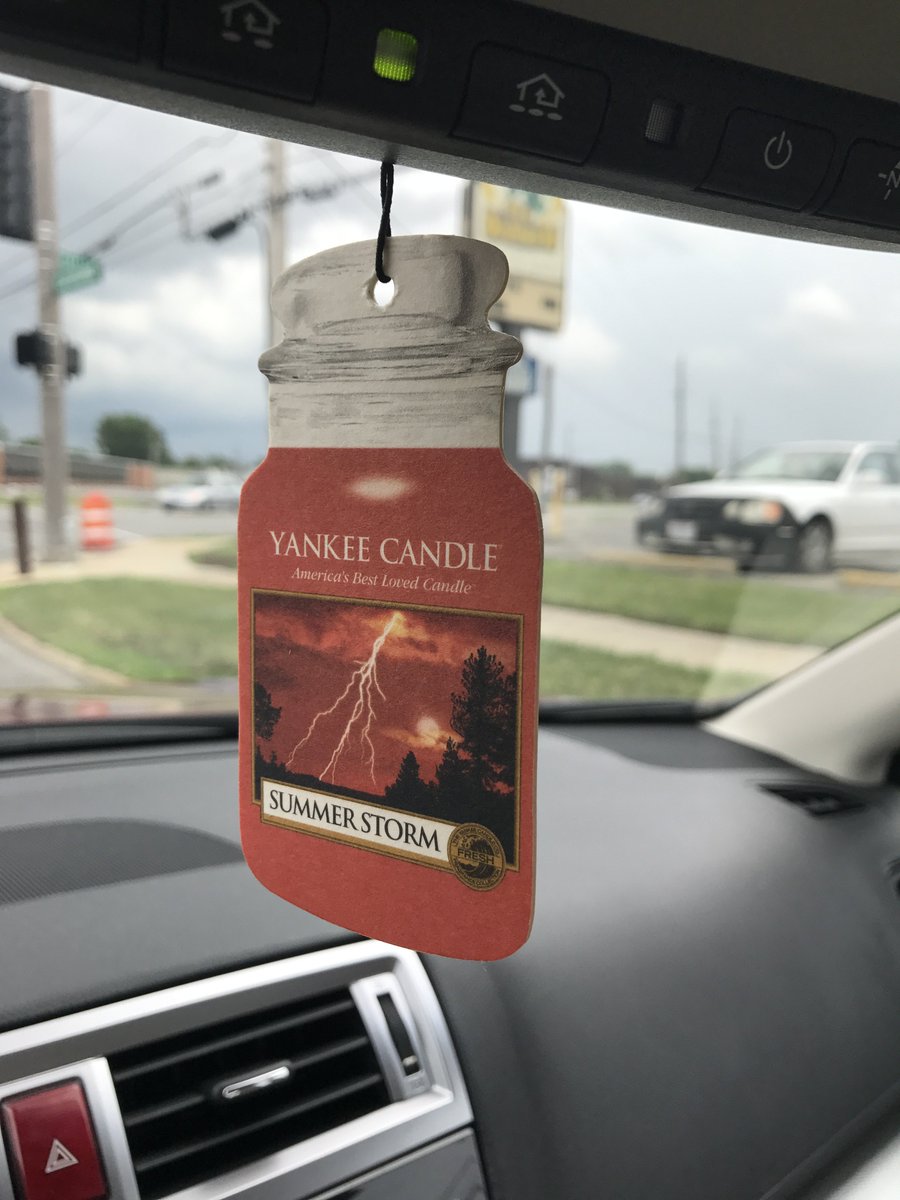 YANKEE CANDLE
America's Best Loved Candle
SUMMER STORM
FRESH